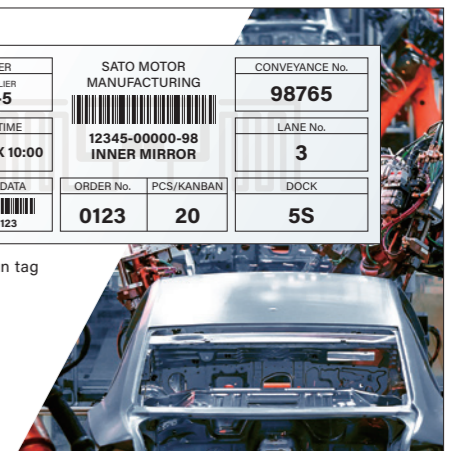 ER
SATO MOTOR
MANUFACTURING
CONVEYANCE No.
LIER
-5
98765
TIME
X 10:00
12345-00000-98
INNER MIRROR
LANE No.
3
DATA
123
ORDER No.
0123
PCS/KANBAN
20
DOCK
5S
n tag